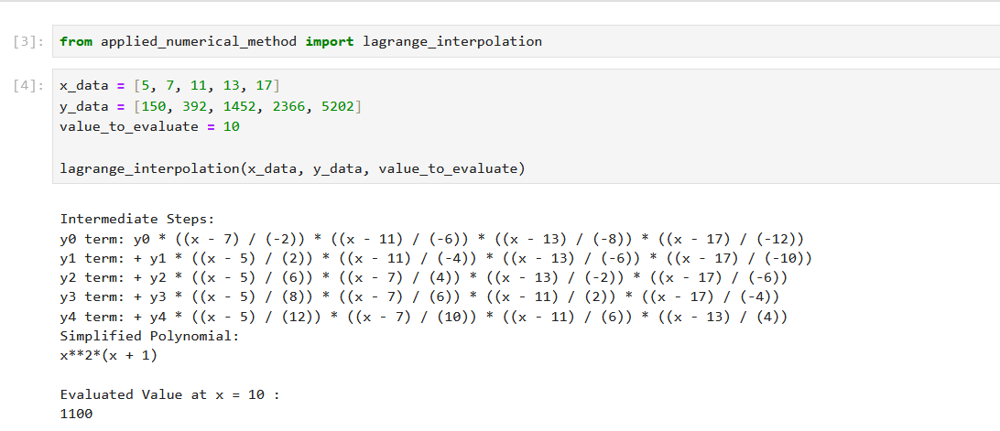 [3]: from applied_numerical_method import lagrange_interpolation
[4]: x_data = [5, 7, 11, 13, 17]
y_data = [150, 392, 1452, 2366, 5202]
value_to_evaluate = 10
lagrange_interpolation(x_data, y_data, value_to_evaluate)
Intermediate Steps:
y0 term: y0 * ((x - 7) / (-2)) * ((x - 11) / (-6)) * ((x - 13) / (-8)) * ((x - 17) / (-12))
y1 term: + y1 * ((x - 5) / (2)) * ((x - 11) / (-4)) * ((x - 13) / (-6)) * ((x - 17) / (-10))
y2 term: + y2 * ((x - 5) / (6)) * ((x - 7) / (4)) * ((x - 13) / (-2)) * ((x - 17) / (-6))
y3 term: + y3 * ((x - 5) / (8)) * ((x - 7) / (6)) * ((x - 11) / (2)) * ((x - 17) / (-4))
y4 term: + y4 * ((x - 5) / (12)) * ((x - 7) / (10)) * ((x - 11) / (6)) * ((x - 13) / (4))
Simplified Polynomial:
x**2*(x + 1)
Evaluated Value at x = 10 :
1100